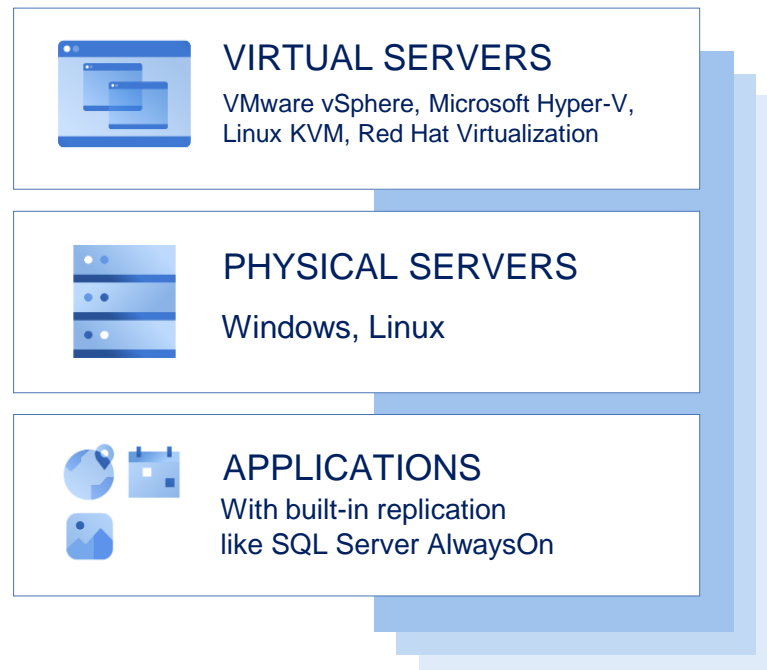 VIRTUAL SERVERS
VMware vSphere, Microsoft Hyper-V,
Linux KVM, Red Hat Virtualization
PHYSICAL SERVERS
Windows, Linux
APPLICATIONS
With built-in replication
like SQL Server AlwaysOn